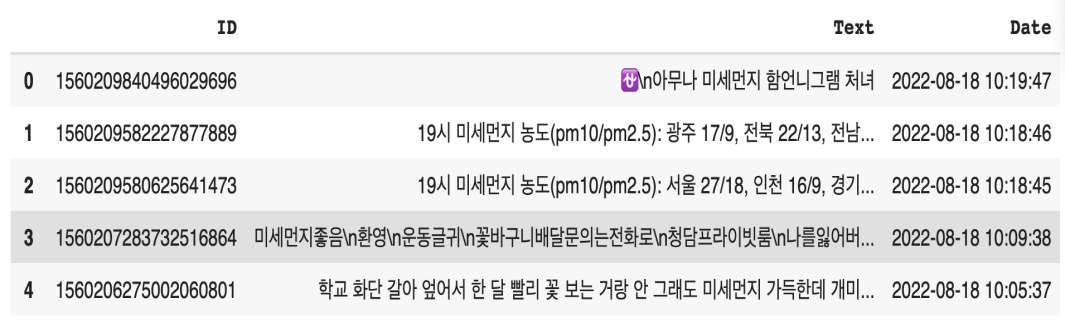 ID Text Date
0 1560209840496029696 ⛎\n아무나 미세먼지 함언니그램 처녀 2022-08-18 10:19:47
1 1560209582227877889 19시 미세먼지 농도(pm10/pm2.5): 광주 17/9, 전북 22/13, 전남... 2022-08-18 10:18:46
2 1560209580625641473 19시 미세먼지 농도(pm10/pm2.5): 서울 27/18, 인천 16/9, 경기... 2022-08-18 10:18:45
3 1560207283732516864 미세먼지좋음\n환영\n운동글귀\n꽃바구니배달문의는전화로\n청담프라이빗룸\n나를잃어버... 2022-08-18 10:09:38
4 1560206275002060801 학교 화단 갈아 엎어서 한 달 빨리 꽃 보는 거랑 안 그래도 미세먼지 가득한데 개미... 2022-08-18 10:05:37